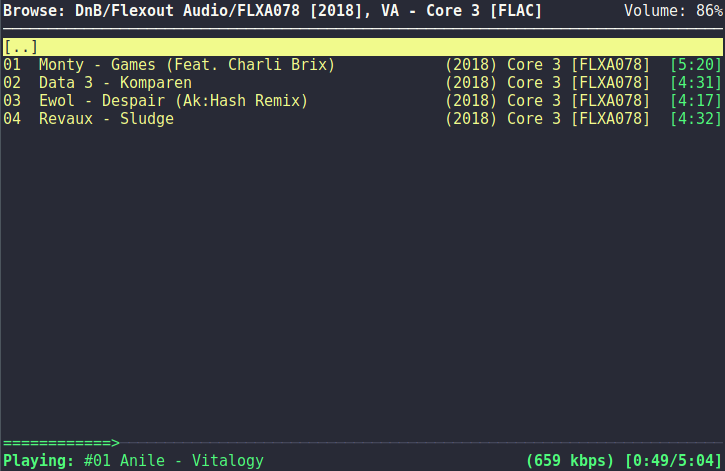 Browse: DnB/Flexout Audio/FLXA078 [2018], VA - Core 3 [FLAC] Volume: 86%
[..]
01 Monty - Games (Feat. Charli Brix) (2018) Core 3 [FLXA078] [5:20]
02 Data 3 - Komparen (2018) Core 3 [FLXA078] [4:31]
03 Ewol - Despair (Ak:Hash Remix) (2018) Core 3 [FLXA078] [4:17]
04 Revaux - Sludge (2018) Core 3 [FLXA078] [4:32]
============>
Playing: #01 Anile - Vitalogy (659 kbps) [0:49/5:04]